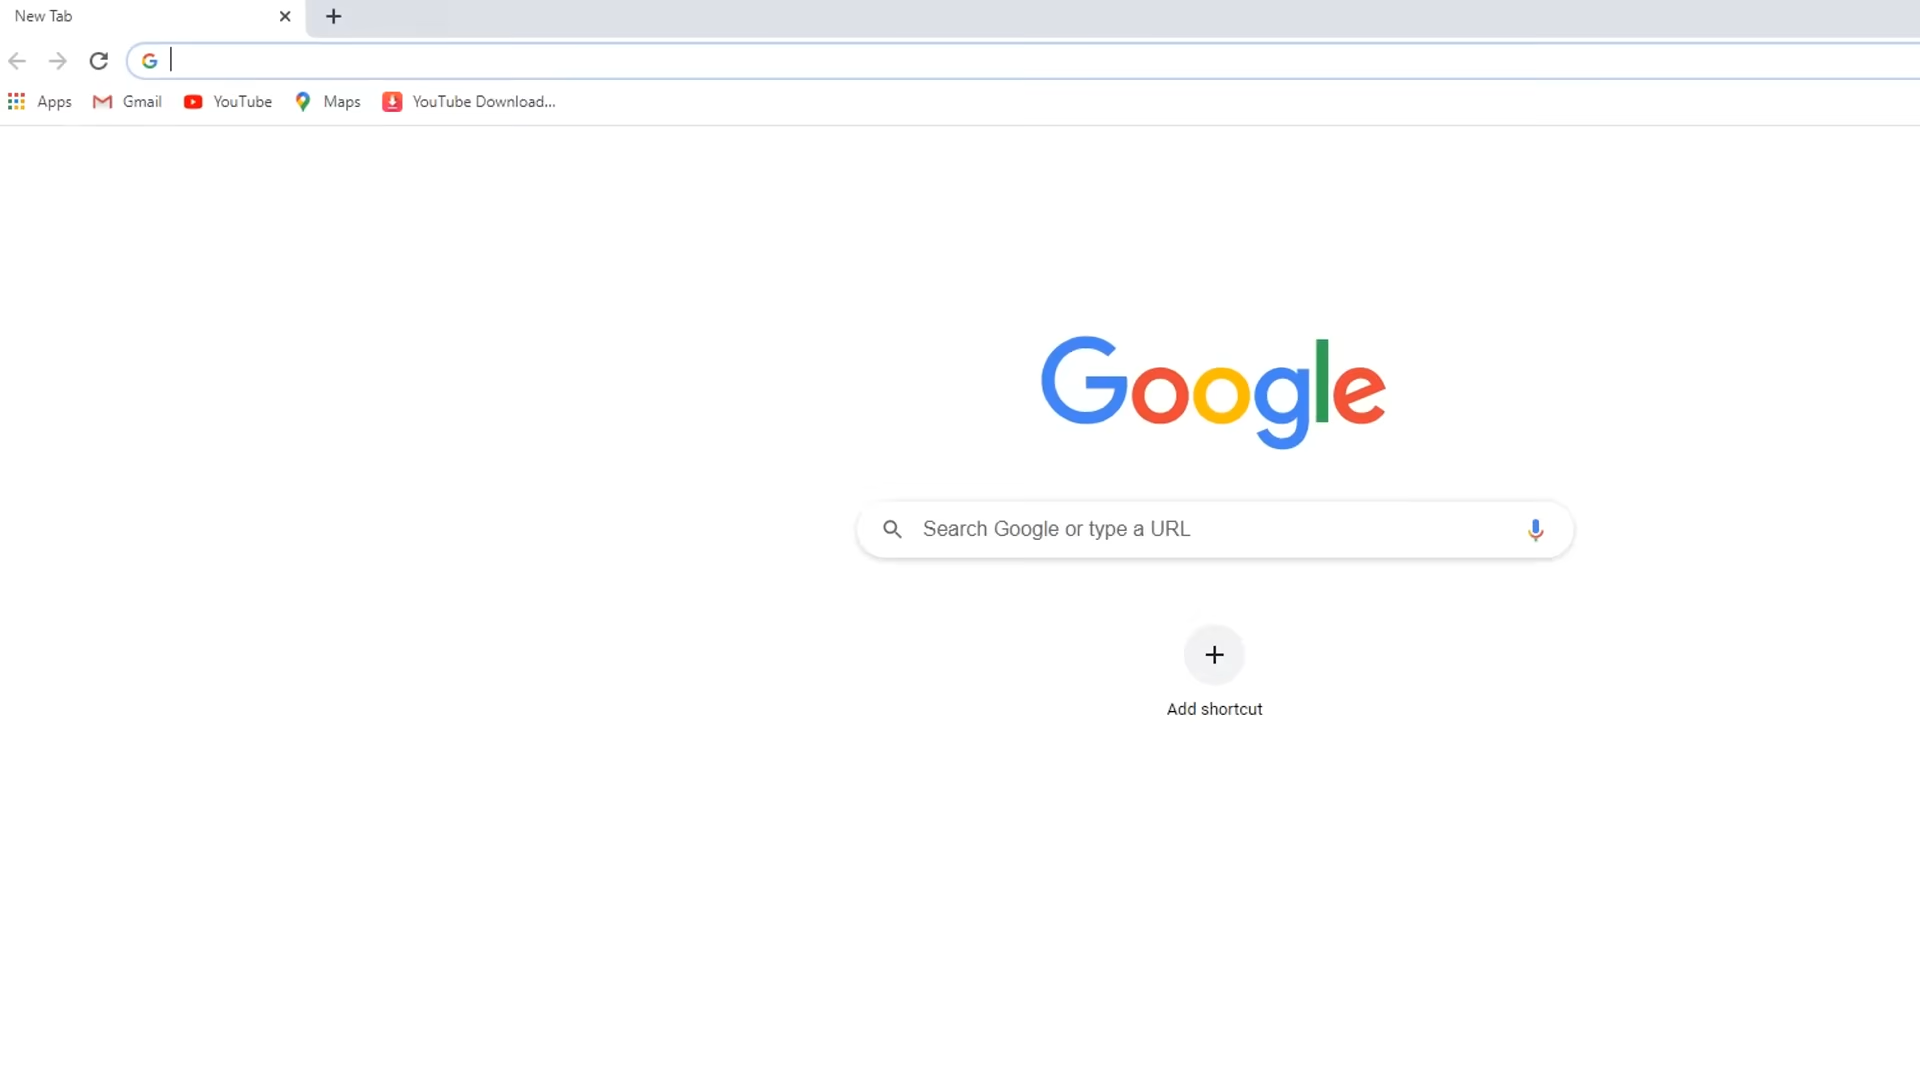 New Tab
Apps Gmail YouTube Maps YouTube Download...
Google
Search Google or type a URL
Add shortcut